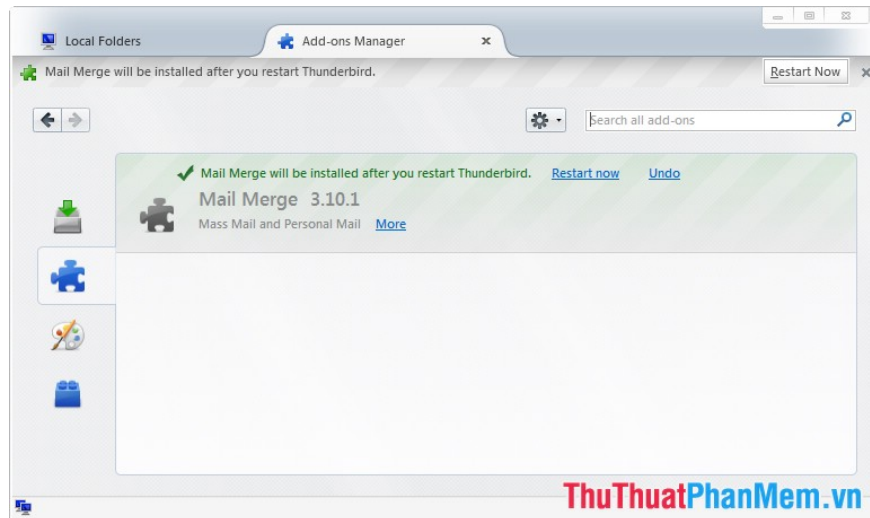 Local Folders
Add-ons Manager
Mail Merge will be installed after you restart Thunderbird.
Restart Now
Search all add-ons
Mail Merge will be installed after you restart Thunderbird. Restart now Undo
Mail Merge 3.10.1
Mass Mail and Personal Mail More
ThuThuatPhanMem.vn